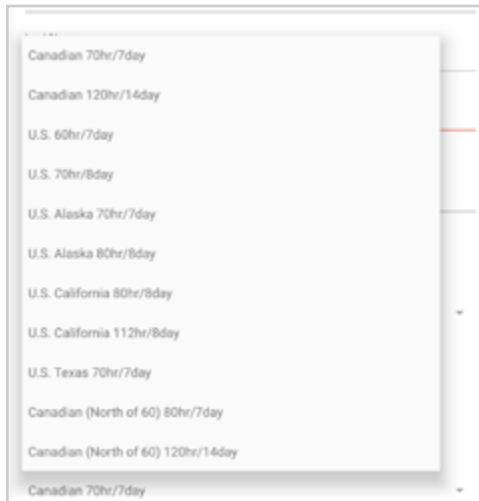 Canadian 70hr/7day
Canadian 120hr/14day
U.S. 60hr/7day
U.S. 70hr/8day
U.S. Alaska 70hr/7day
U.S. Alaska 80hr/8day
U.S. California 80hr/8day
U.S. California 112hr/8day
U.S. Texas 70hr/7day
Canadian (North of 60) 80hr/7day
Canadian (North of 60) 120hr/14day
Canadian 70hr/7day